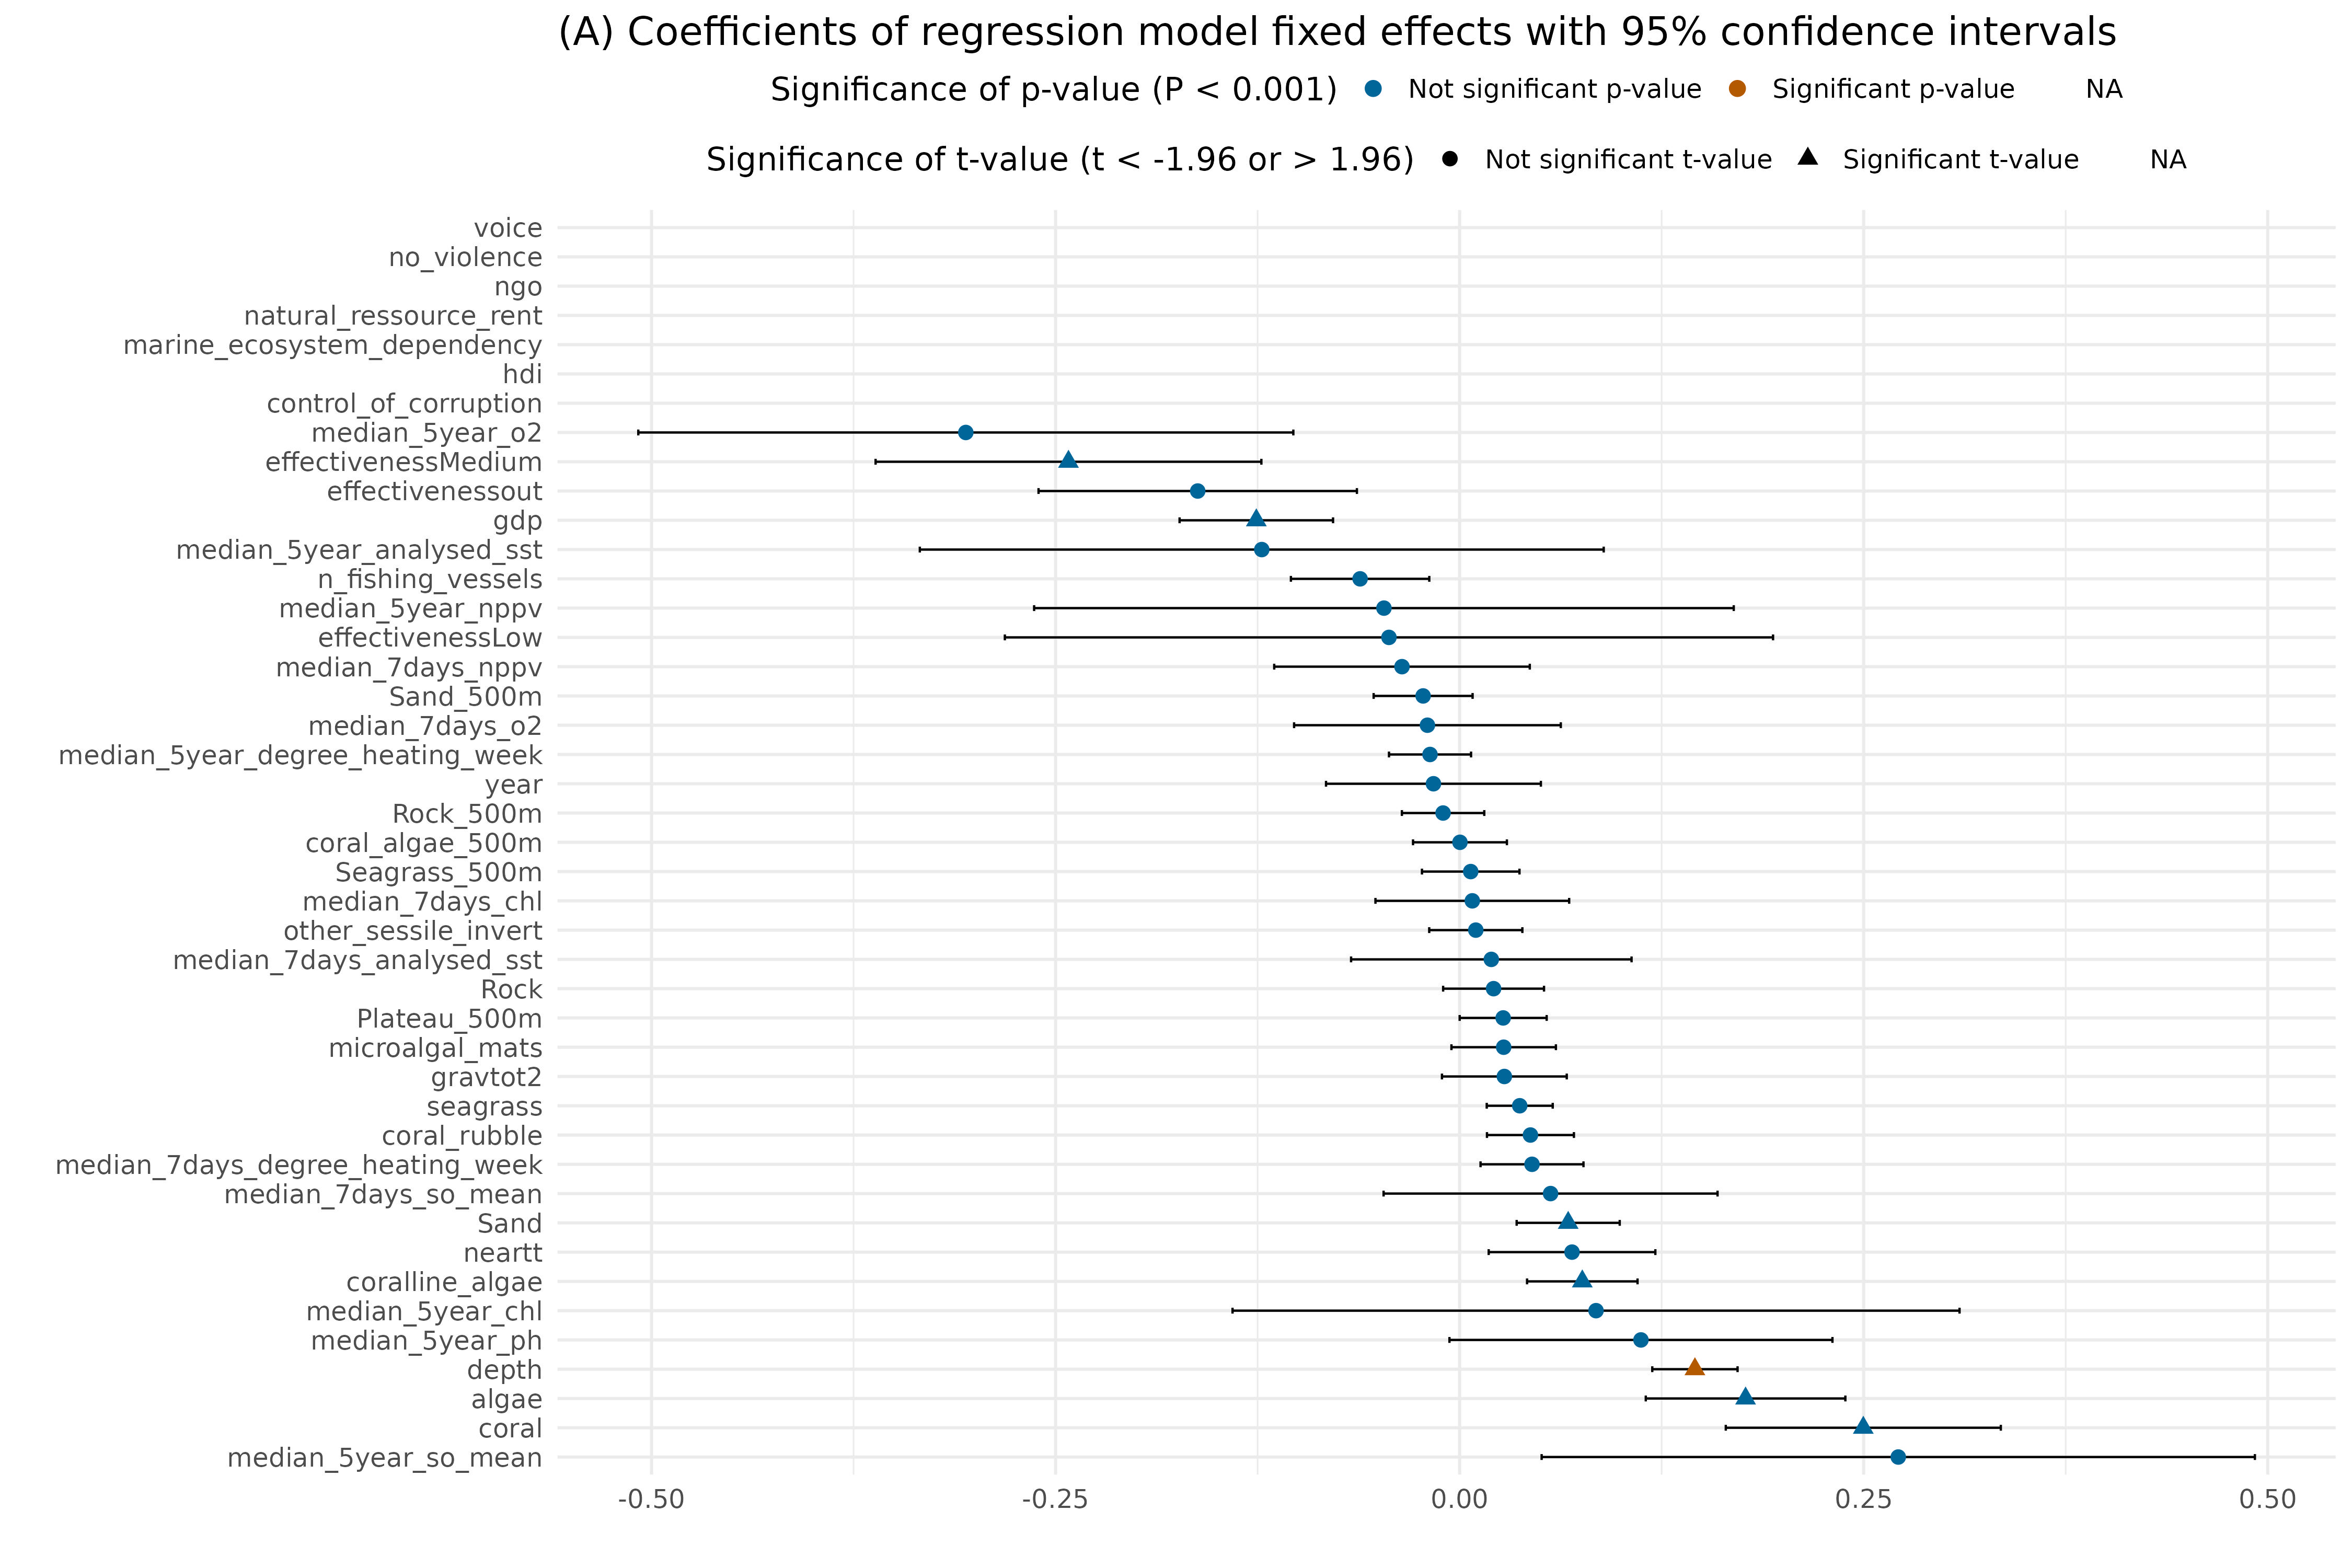 (A) Coefficients of regression model fixed effects with 95% confidence intervals
Significance of p-value (P < 0.001) Not significant p-value Significant p-value NA
Significance of t-value (t < -1.96 or > 1.96) Not significant t-value Significant t-value NA
voice
no_violence
ngo
natural_ressource_rent
marine_ecosystem_dependency
hdi
control_of_corruption
median_5year_o2
effectivenessMedium
effectivenessout
gdp
median_5year_analysed_sst
n_fishing_vessels
median_5year_nppv
effectivenessLow
median_7days_nppv
Sand_500m
median_7days_o2
median_5year_degree_heating_week
year
Rock_500m
coral_algae_500m
Seagrass_500m
median_7days_chl
other_sessile_invert
median_7days_analysed_sst
Rock
Plateau_500m
microalgal_mats
gravtot2
seagrass
coral_rubble
median_7days_degree_heating_week
median_7days_so_mean
Sand
neartt
coralline_algae
median_5year_chl
median_5year_ph
depth
algae
coral
median_5year_so_mean
-0.50 -0.25 0.00 0.25 0.50